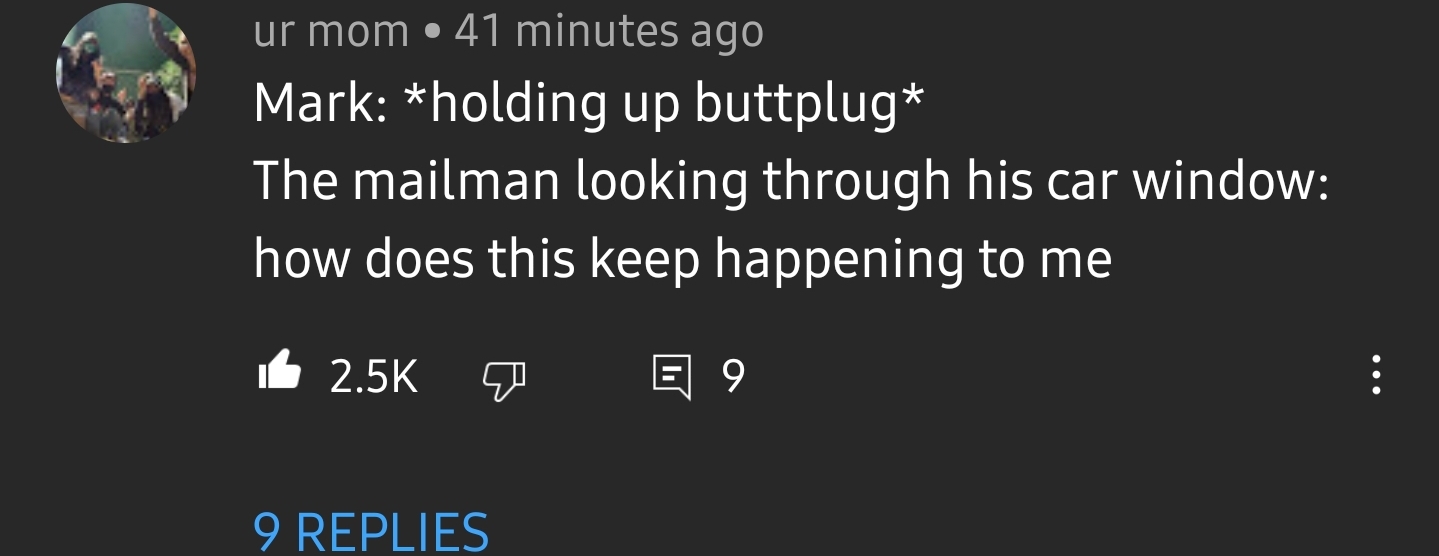 ur mom • 41 minutes ago
Mark: *holding up buttplug*
The mailman looking through his car window:
how does this keep happening to me
2.5K 9
9 REPLIES